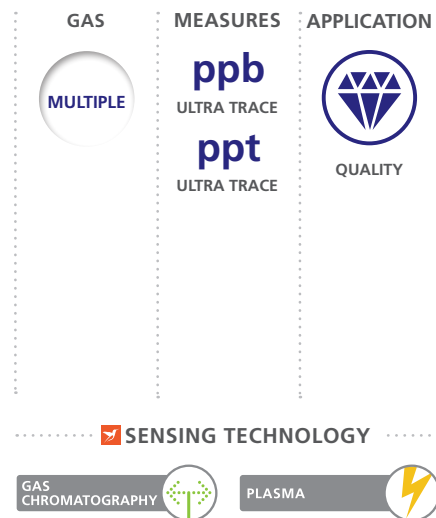 GAS
MULTIPLE
MEASURES
ppb
ULTRA TRACE
ppt
ULTRA TRACE
APPLICATION
QUALITY
SENSING TECHNOLOGY
GAS
CHROMATOGRAPHY
PLASMA